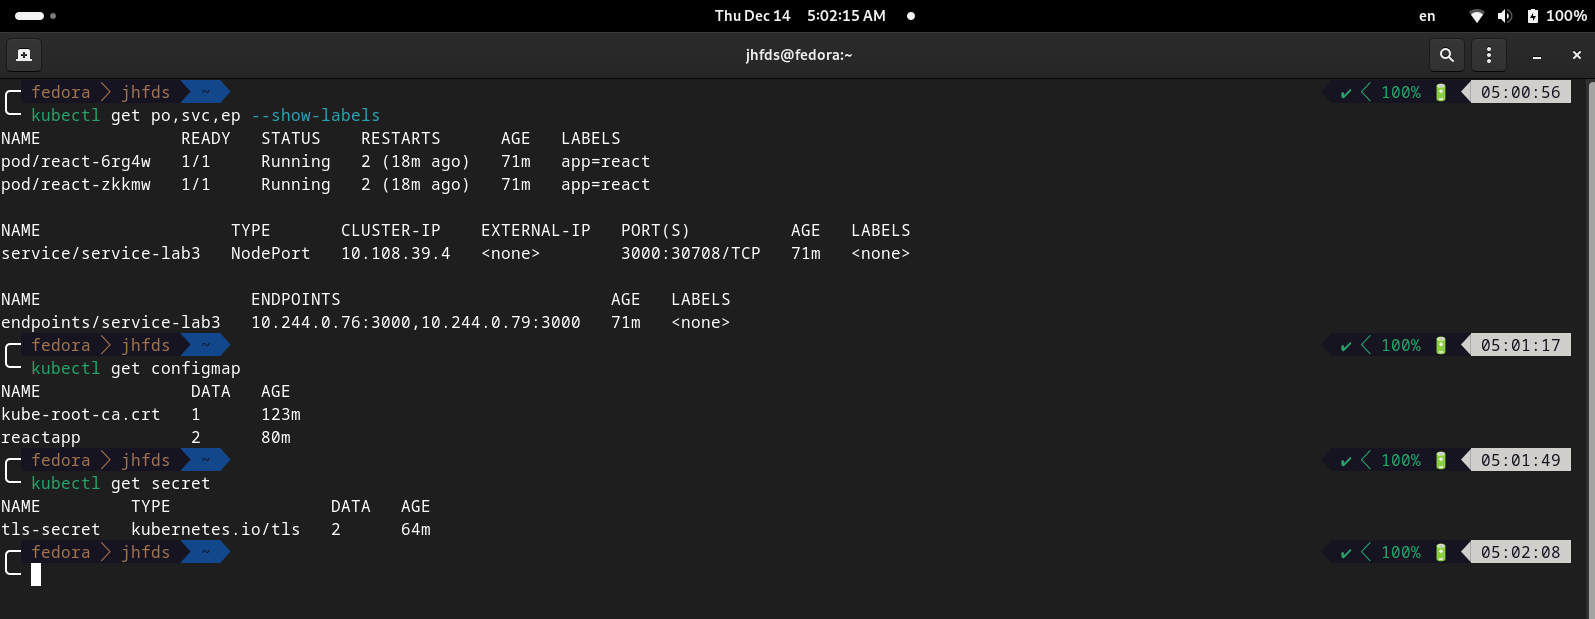 Thu Dec 14 5:02:15 AM en 100%
jhfds@fedora:~
fedora jhfds ~ ✔ 100% 05:00:56
kubectl get po,svc,ep --show-labels
NAME READY STATUS RESTARTS AGE LABELS
pod/react-6rg4w 1/1 Running 2 (18m ago) 71m app=react
pod/react-zkkmw 1/1 Running 2 (18m ago) 71m app=react
NAME TYPE CLUSTER-IP EXTERNAL-IP PORT(S) AGE LABELS
service/service-lab3 NodePort 10.108.39.4 <none> 3000:30708/TCP 71m <none>
NAME ENDPOINTS AGE LABELS
endpoints/service-lab3 10.244.0.76:3000,10.244.0.79:3000 71m <none>
fedora jhfds ~ ✔ 100% 05:01:17
kubectl get configmap
NAME DATA AGE
kube-root-ca.crt 1 123m
reactapp 2 80m
fedora jhfds ~ ✔ 100% 05:01:49
kubectl get secret
NAME TYPE DATA AGE
tls-secret kubernetes.io/tls 2 64m
fedora jhfds ~ ✔ 100% 05:02:08